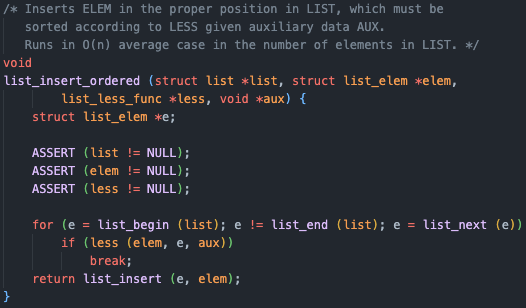 /* Inserts ELEM in the proper position in LIST, which must be
   sorted according to LESS given auxiliary data AUX.
   Runs in O(n) average case in the number of elements in LIST. */
void
list_insert_ordered (struct list *list, struct list_elem *elem,
        list_less_func *less, void *aux) {
    struct list_elem *e;

    ASSERT (list != NULL);
    ASSERT (elem != NULL);
    ASSERT (less != NULL);

    for (e = list_begin (list); e != list_end (list); e = list_next (e))
        if (less (elem, e, aux))
            break;
    return list_insert (e, elem);
}